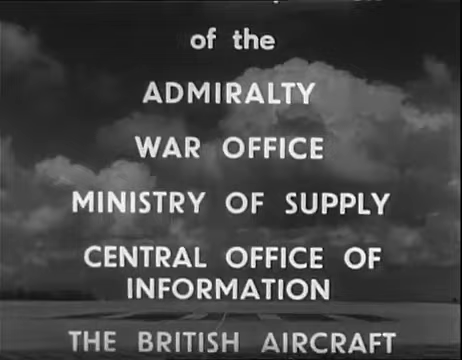 of the
ADMIRALTY
WAR OFFICE
MINISTRY OF SUPPLY
CENTRAL OFFICE OF
INFORMATION
THE BRITISH AIRCRAFT